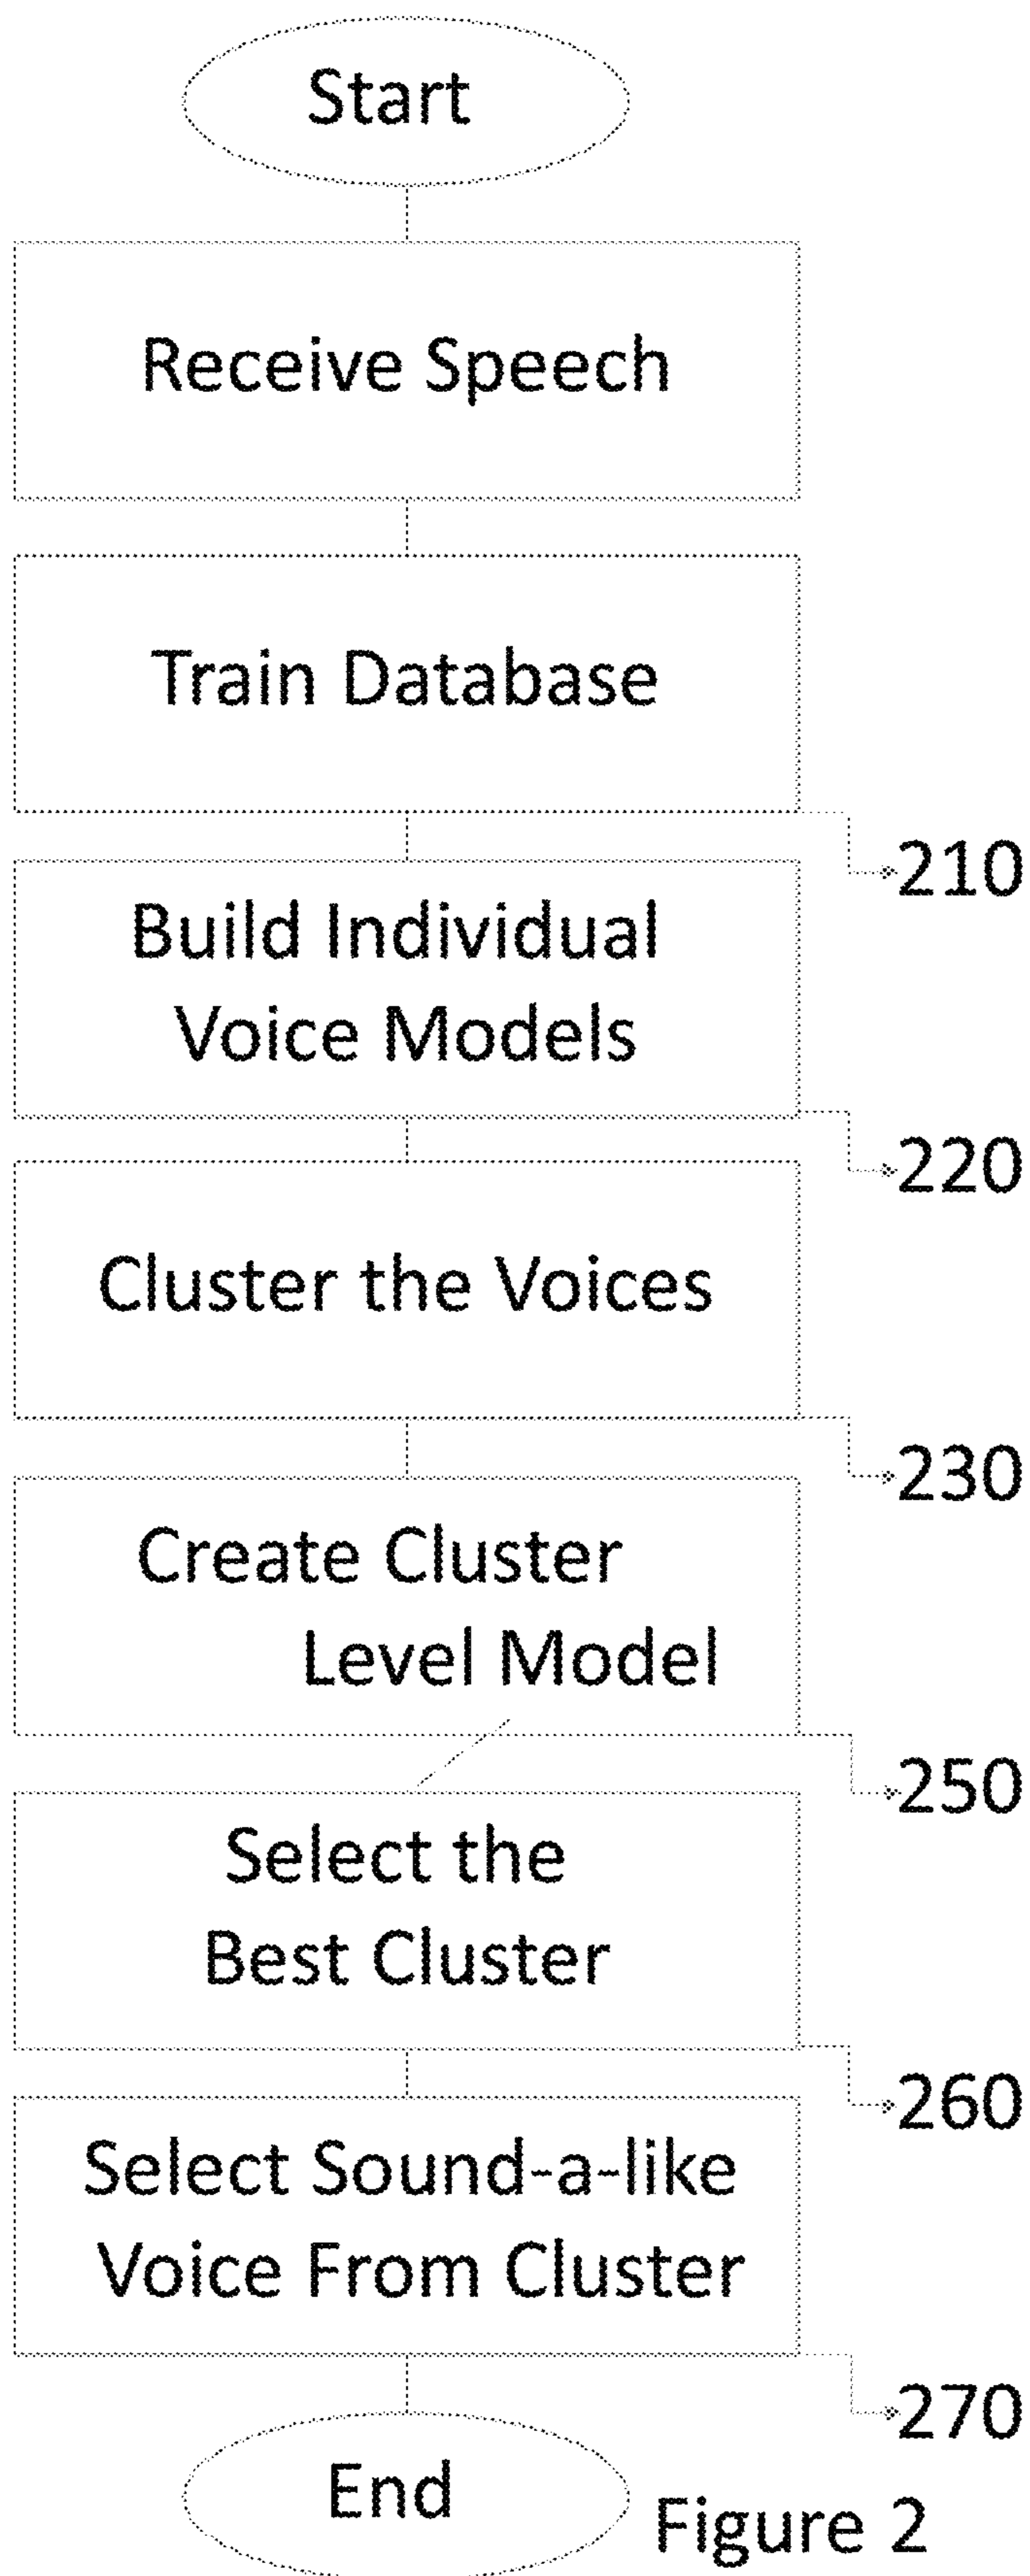 Start
Receive Speech
Train Database
210
Build Individual
Voice Models
220
Cluster the Voices
230
Create Cluster
Level Model
250
Select the
Best Cluster
260
Select Sound-a-like
Voice From Cluster
270
End
Figure 2